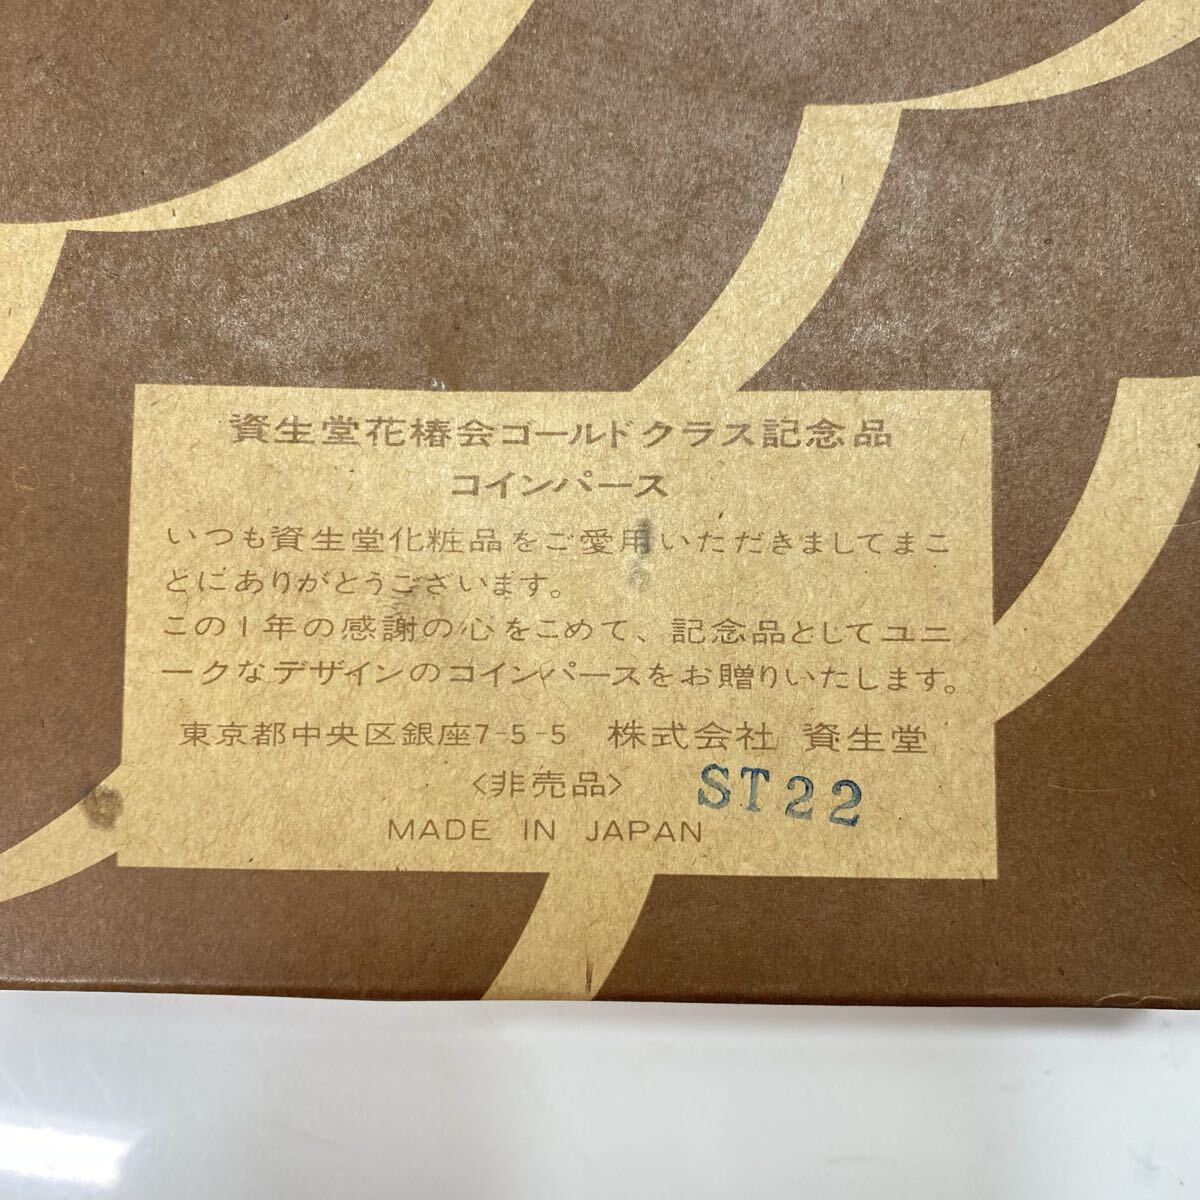 資生堂花椿会ゴールドクラス記念品
コインパース
いつも資生堂化粧品をご愛用いただきましてまこ
とにありがとうございます。
この1年の感謝の心をこめて、記念品としてユニ
ークなデザインのコインパースをお贈りいたします。
東京都中央区銀座7-5-5 株式会社 資生堂
〈非売品〉 ST22
MADE IN JAPAN